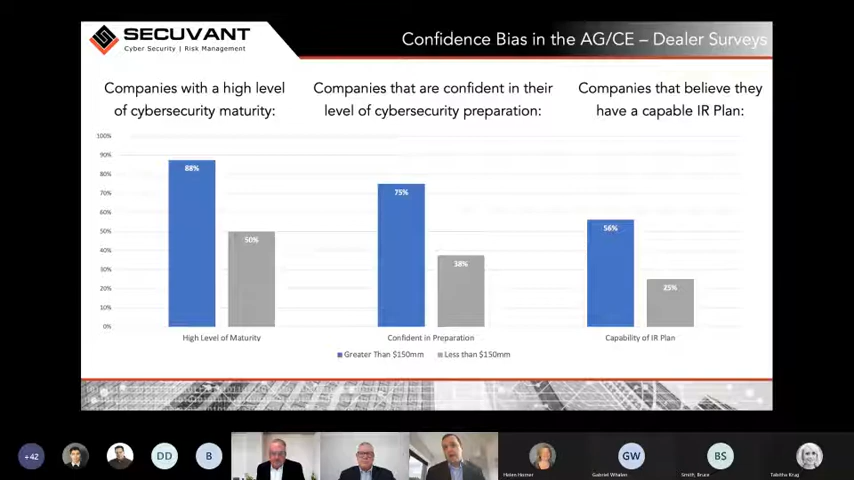 SECUVANT
Cyber Security | Risk Management
Confidence Bias in the AG/CE – Dealer Surveys
Companies with a high level
of cybersecurity maturity:
Companies that are confident in their
level of cybersecurity preparation:
Companies that believe they
have a capable IR Plan:
100%
90%
80%
70%
60%
50%
40%
30%
20%
10%
0%
88%
50%
75%
38%
56%
25%
High Level of Maturity
Confident in Preparation
Capability of IR Plan
Greater Than $150mm
Less than $150mm
+42
DD
B
GW
BS
Gabriel Whalen
Smith, Bruce
Tabitha Krug